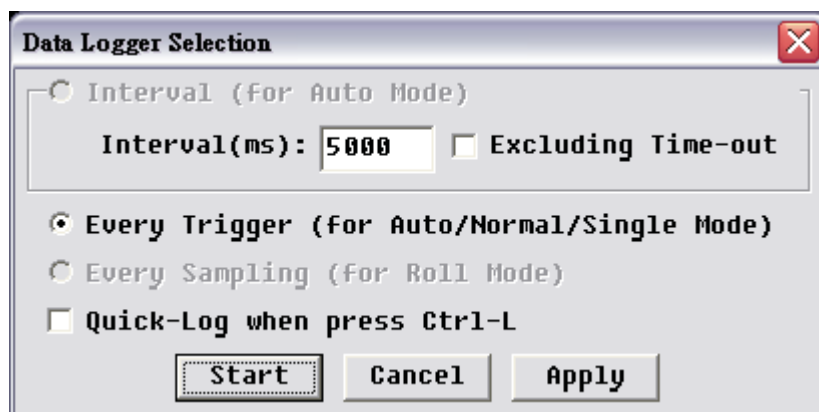 Data Logger Selection
Interval (for Auto Mode)
Interval(ms): 5000 Excluding Time-out
Every Trigger (for Auto/Normal/Single Mode)
Every Sampling (for Roll Mode)
Quick-Log when press Ctrl-L
Start Cancel Apply